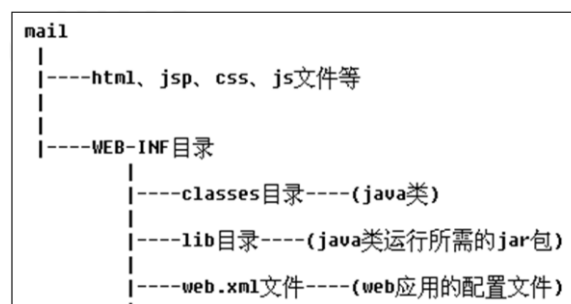 mail
|----html、jsp、css、js文件等
|----WEB-INF目录
|----classes目录----(java类)
|----lib目录----(java类运行所需的jar包)
|----web.xml文件----(web应用的配置文件)